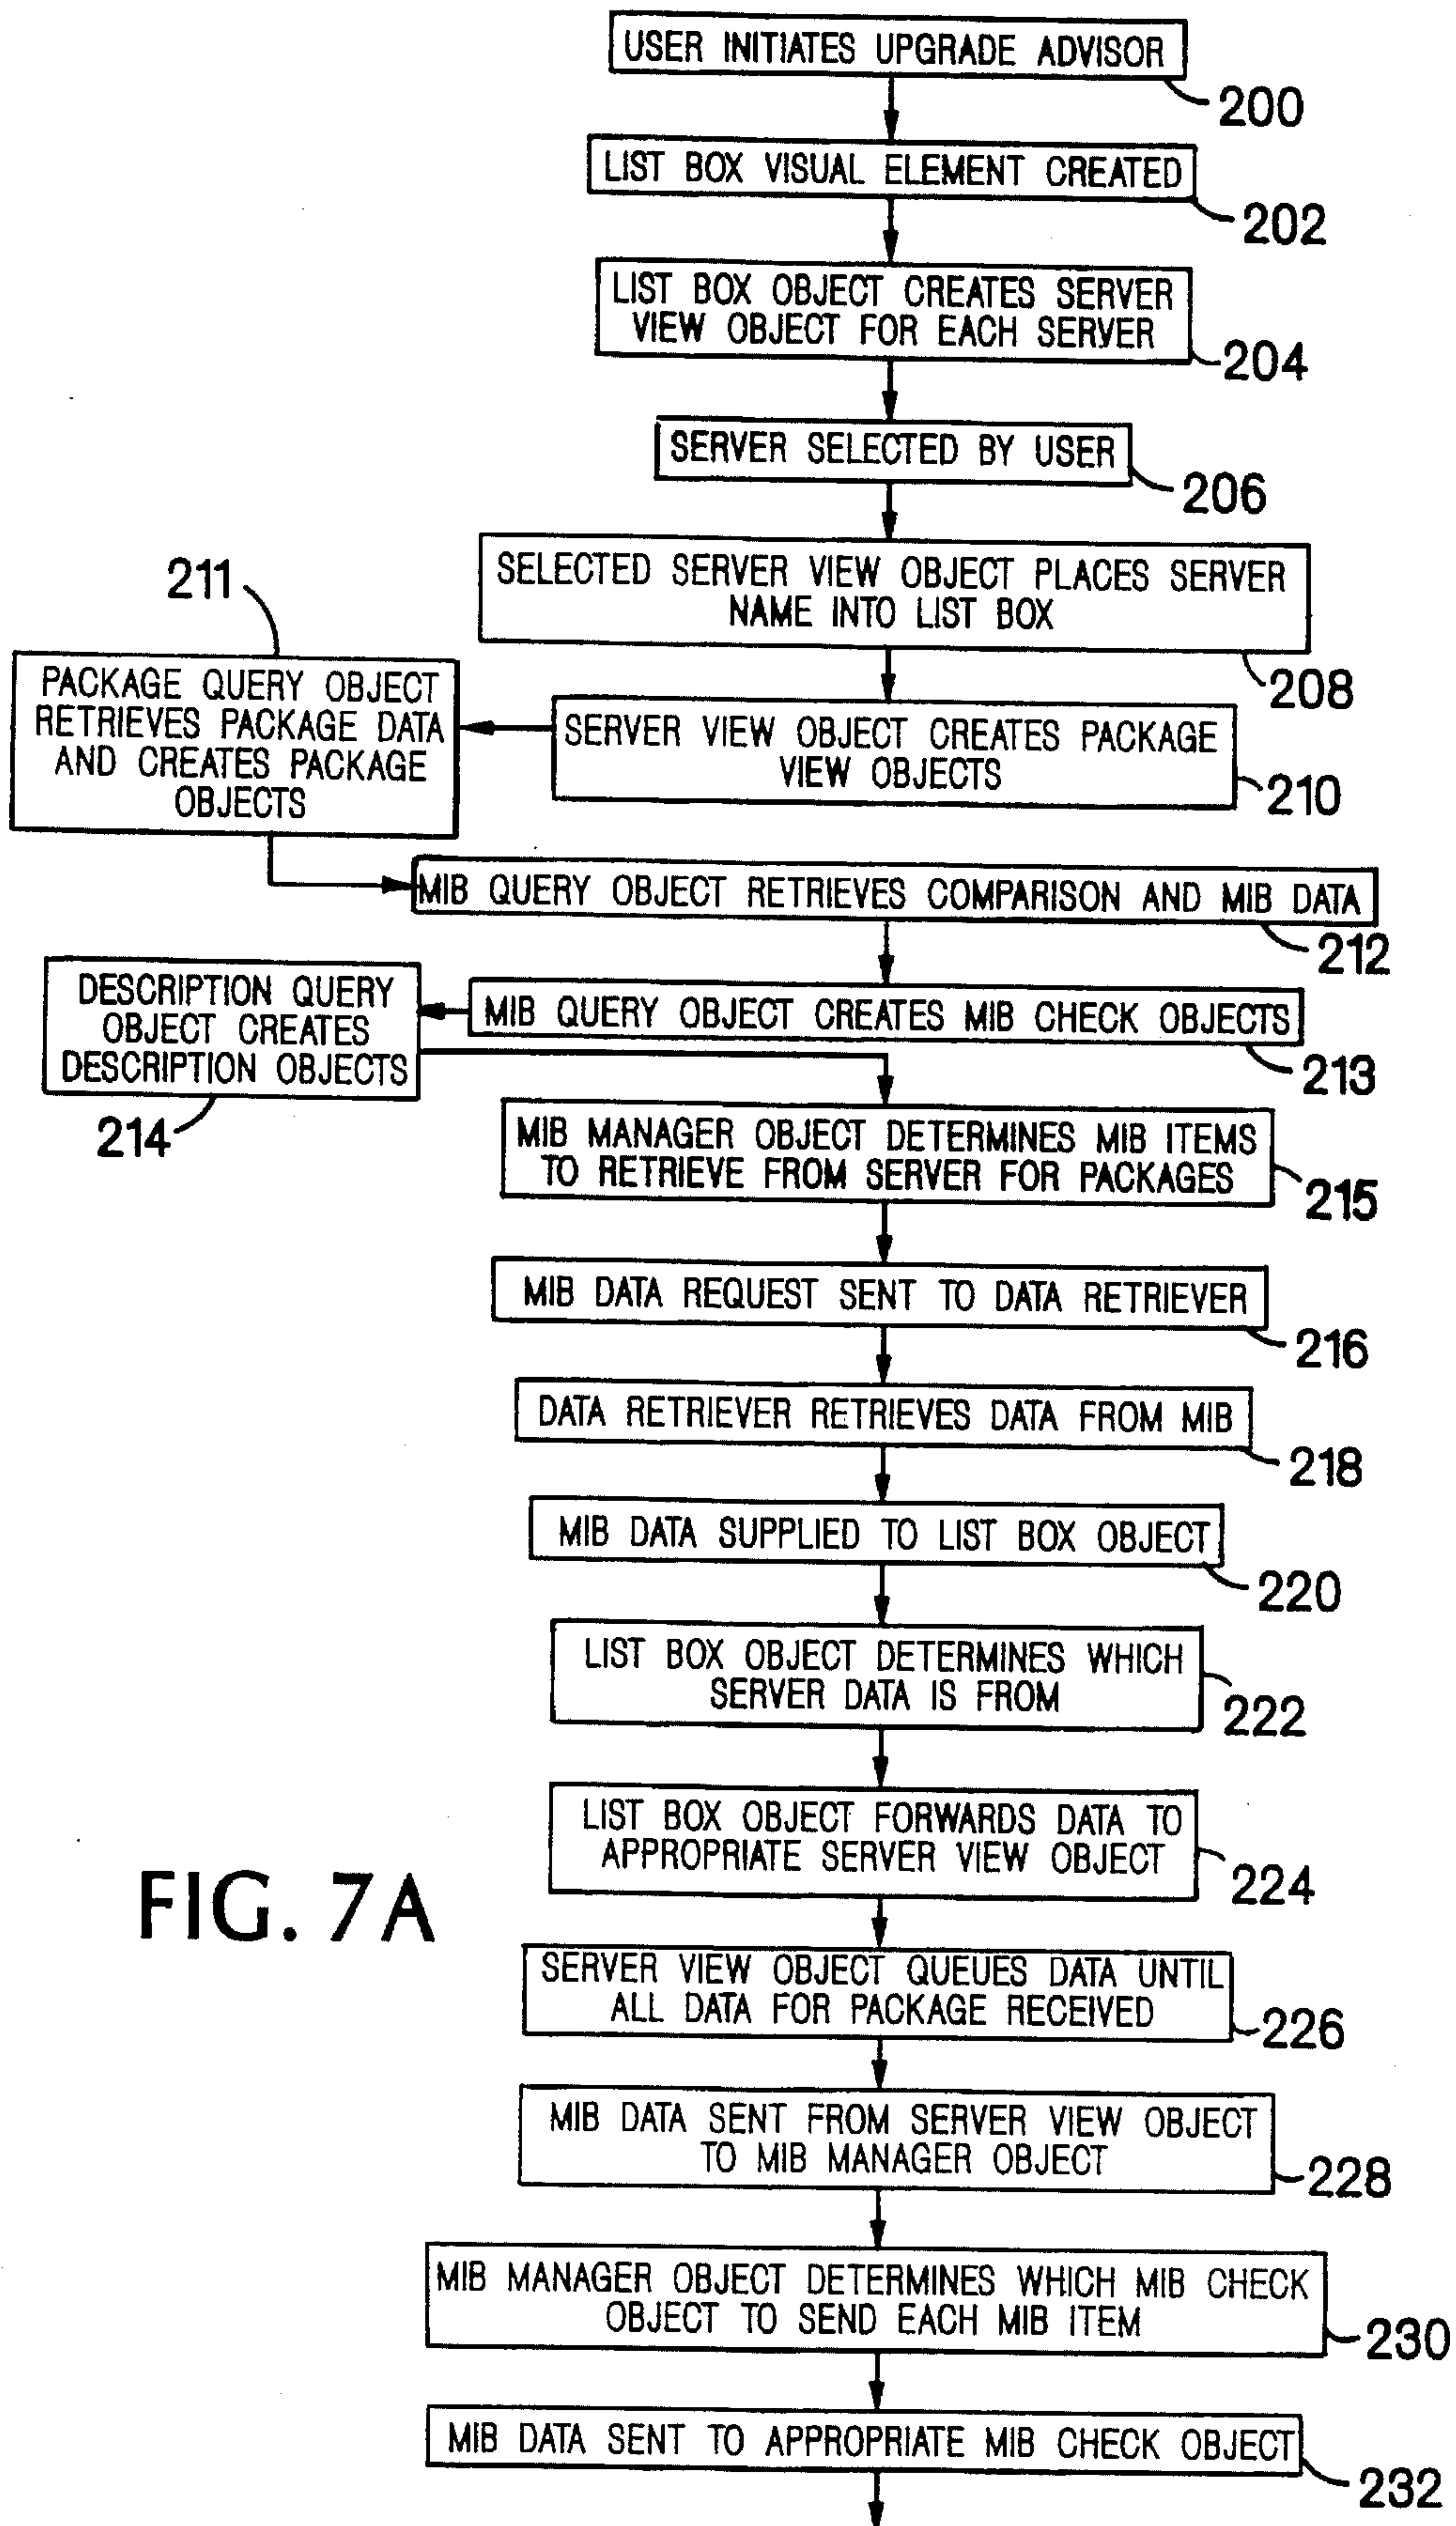 USER INITIATES UPGRADE ADVISOR
200
LIST BOX VISUAL ELEMENT CREATED
202
LIST BOX OBJECT CREATES SERVER
VIEW OBJECT FOR EACH SERVER
204
SERVER SELECTED BY USER
206
SELECTED SERVER VIEW OBJECT PLACES SERVER
NAME INTO LIST BOX
208
SERVER VIEW OBJECT CREATES PACKAGE
VIEW OBJECTS
210
211
PACKAGE QUERY OBJECT
RETRIEVES PACKAGE DATA
AND CREATES PACKAGE
OBJECTS
MIB QUERY OBJECT RETRIEVES COMPARISON AND MIB DATA
212
MIB QUERY OBJECT CREATES MIB CHECK OBJECTS
213
DESCRIPTION QUERY
OBJECT CREATES
DESCRIPTION OBJECTS
214
MIB MANAGER OBJECT DETERMINES MIB ITEMS
TO RETRIEVE FROM SERVER FOR PACKAGES
215
MIB DATA REQUEST SENT TO DATA RETRIEVER
216
DATA RETRIEVER RETRIEVES DATA FROM MIB
218
MIB DATA SUPPLIED TO LIST BOX OBJECT
220
LIST BOX OBJECT DETERMINES WHICH
SERVER DATA IS FROM
222
LIST BOX OBJECT FORWARDS DATA TO
APPROPRIATE SERVER VIEW OBJECT
224
FIG. 7A
SERVER VIEW OBJECT QUEUES DATA UNTIL
ALL DATA FOR PACKAGE RECEIVED
226
MIB DATA SENT FROM SERVER VIEW OBJECT
TO MIB MANAGER OBJECT
228
MIB MANAGER OBJECT DETERMINES WHICH MIB CHECK
OBJECT TO SEND EACH MIB ITEM
230
MIB DATA SENT TO APPROPRIATE MIB CHECK OBJECT
232